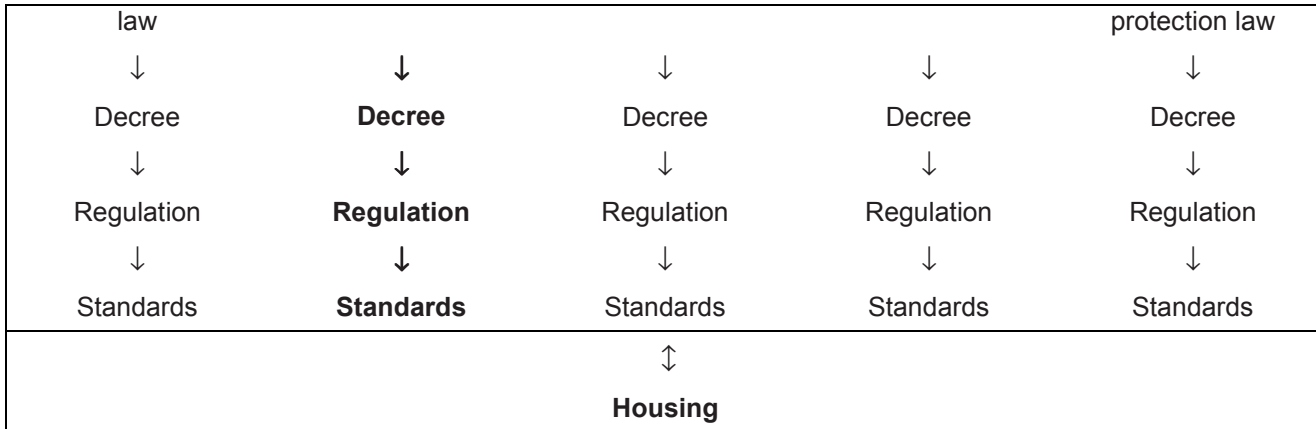 law protection law
↓ ↓ ↓ ↓ ↓
Decree Decree Decree Decree Decree
↓ ↓ ↓ ↓ ↓
Regulation Regulation Regulation Regulation Regulation
↓ ↓ ↓ ↓ ↓
Standards Standards Standards Standards Standards
↕
Housing